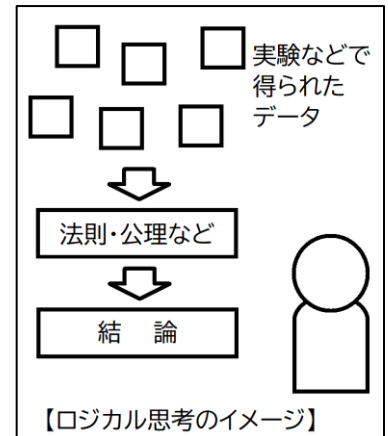 実験などで
得られた
データ
法則・公理など
結　論
【ロジカル思考のイメージ】